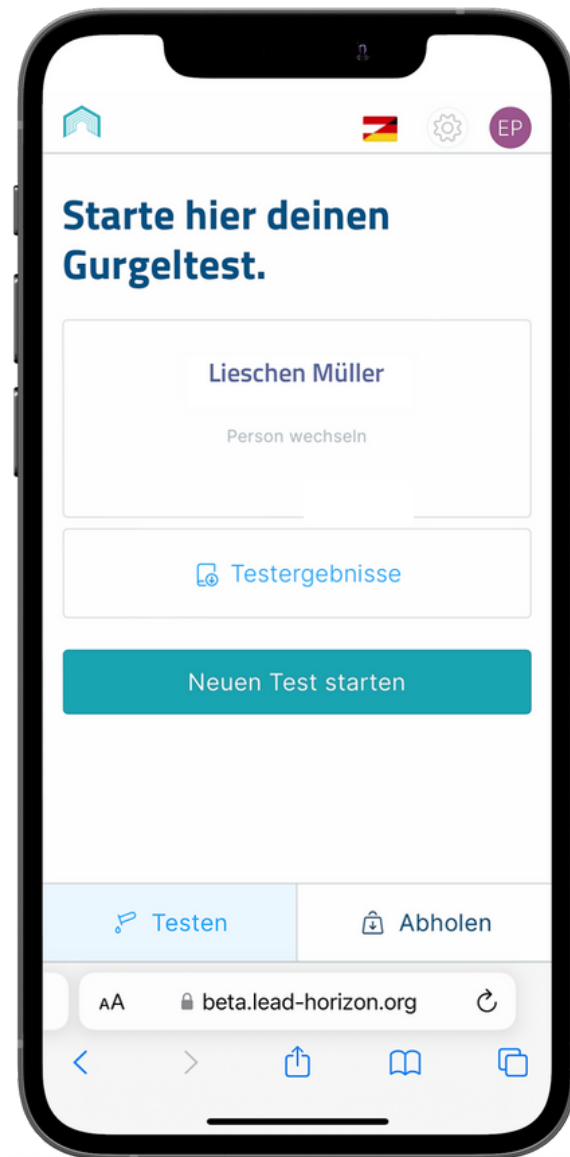 EP
Starte hier deinen
Gurgeltest.
Lieschen Müller
Person wechseln
Testergebnisse
Neuen Test starten
Testen
Abholen
AA
beta.lead-horizon.org